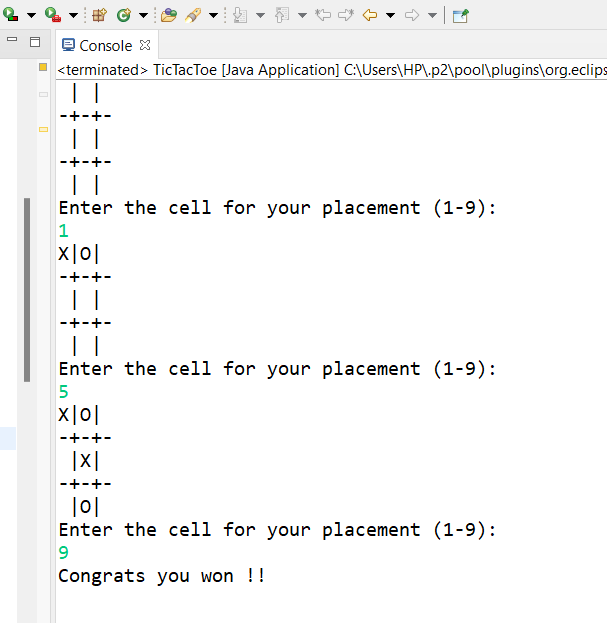 Console
<terminated> TicTacToe [Java Application] C:\Users\HP\.p2\pool\plugins\org.eclips
 | |
-+-+-
 | |
-+-+-
 | |
Enter the cell for your placement (1-9):
1
X|O|
-+-+-
 | |
-+-+-
 | |
Enter the cell for your placement (1-9):
5
X|O|
-+-+-
 |X|
-+-+-
 |O|
Enter the cell for your placement (1-9):
9
Congrats you won !!